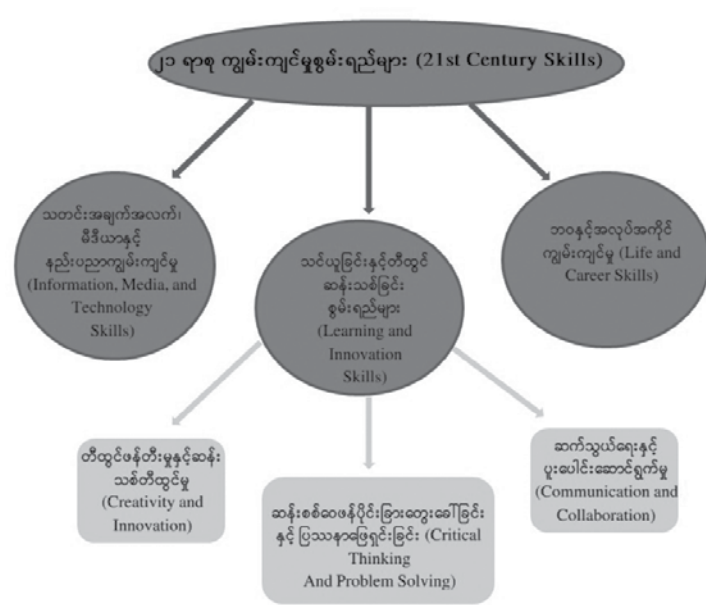 ၂၁ ရာစု ကျွမ်းကျင်မှုစွမ်းရည်များ (21st Century Skills)
သတင်းအချက်အလက်၊
မီဒီယာနှင့်
နည်းပညာကျွမ်းကျင်မှု
(Information, Media, and
Technology
Skills)
သင်ယူခြင်းနှင့်တီထွင်
ဆန်းသစ်ခြင်း
စွမ်းရည်များ
(Learning and
Innovation
Skills)
ဘဝနှင့်အလုပ်အကိုင်
ကျွမ်းကျင်မှု (Life and
Career Skills)
တီထွင်ဖန်တီးမှုနှင့်ဆန်း
သစ်တီထွင်မှု
(Creativity and
Innovation)
ဆန်းစစ်ဝေဖန်ပိုင်းခြားတွေးခေါ်ခြင်း
နှင့် ပြဿနာဖြေရှင်းခြင်း (Critical
Thinking
And Problem Solving)
ဆက်သွယ်ရေးနှင့်
ပူးပေါင်းဆောင်ရွက်မှု
(Communication and
Collaboration)